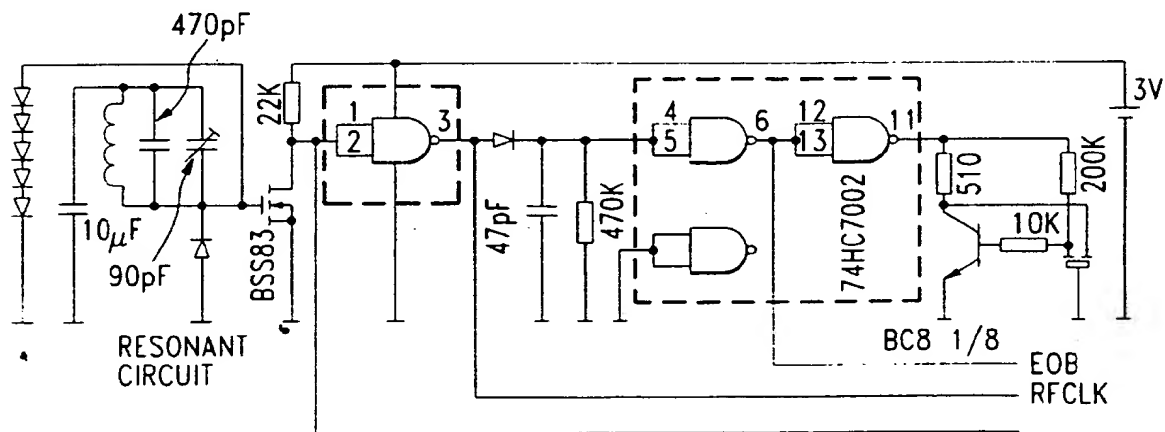 470pF
22K
1
2
3
4
5
6
12
13
11
3V
10μF
90pF
BSS83
47pF
470K
74HC7002
510
200K
10K
RESONANT
CIRCUIT
BC8 1/8
EOB
RFCLK